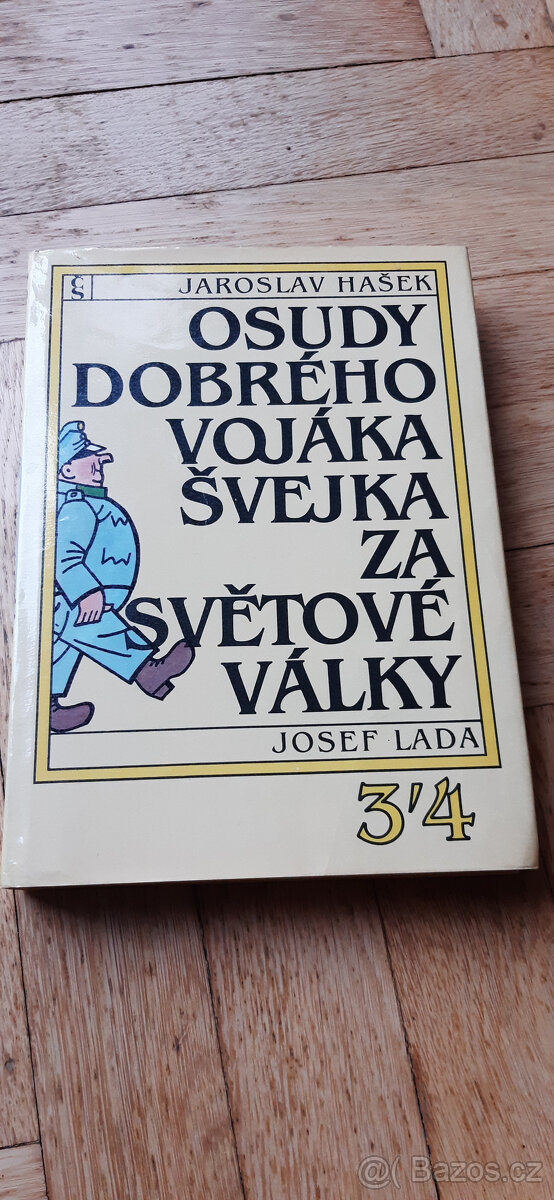 ČS
JAROSLAV HAŠEK
OSUDY
DOBRÉHO
VOJÁKA
ŠVEJKA
ZA
SVĚTOVÉ
VÁLKY
JOSEF LADA
3'4
@ Bazos.cz